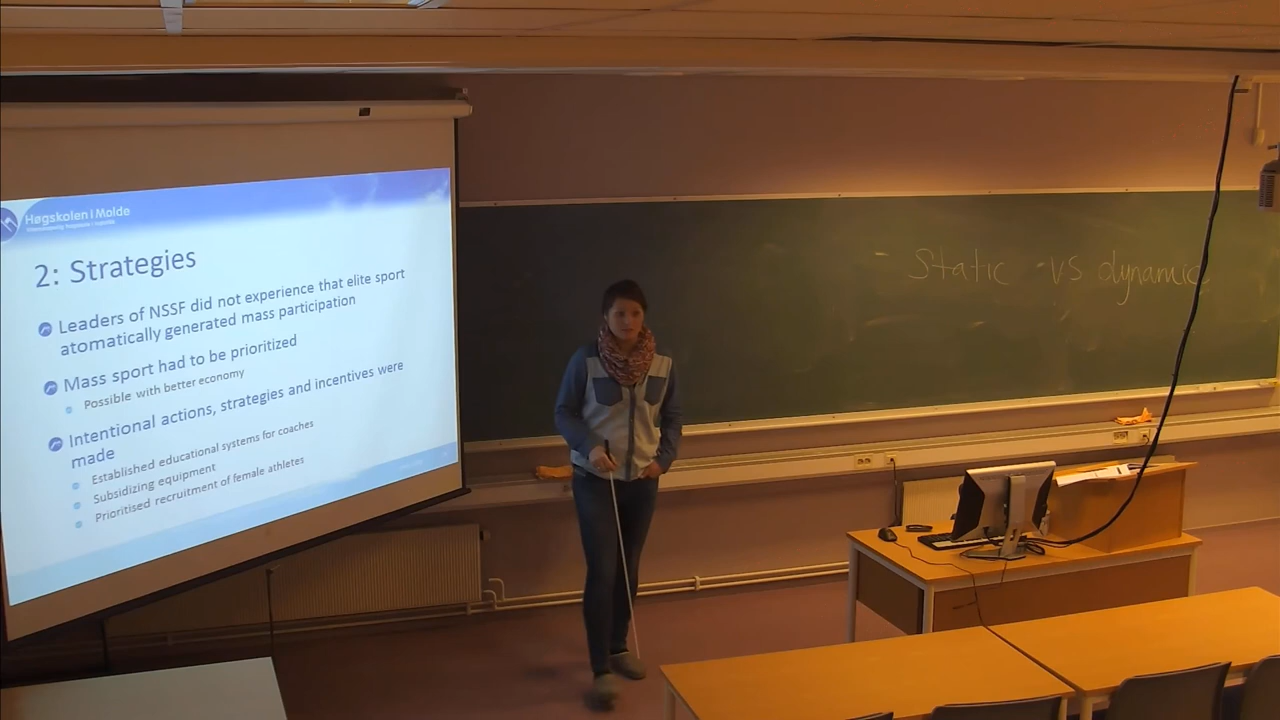 Høgskolen i Molde
2: Strategies
Leaders of NSSF did not experience that elite sport
atomatically generated mass participation
Mass sport had to be prioritized
Possible with better economy
Intentional actions, strategies and incentives were
made
Established educational systems for coaches
Subsidizing equipment
Prioritised recruitment of female athletes
Static vs dynamic